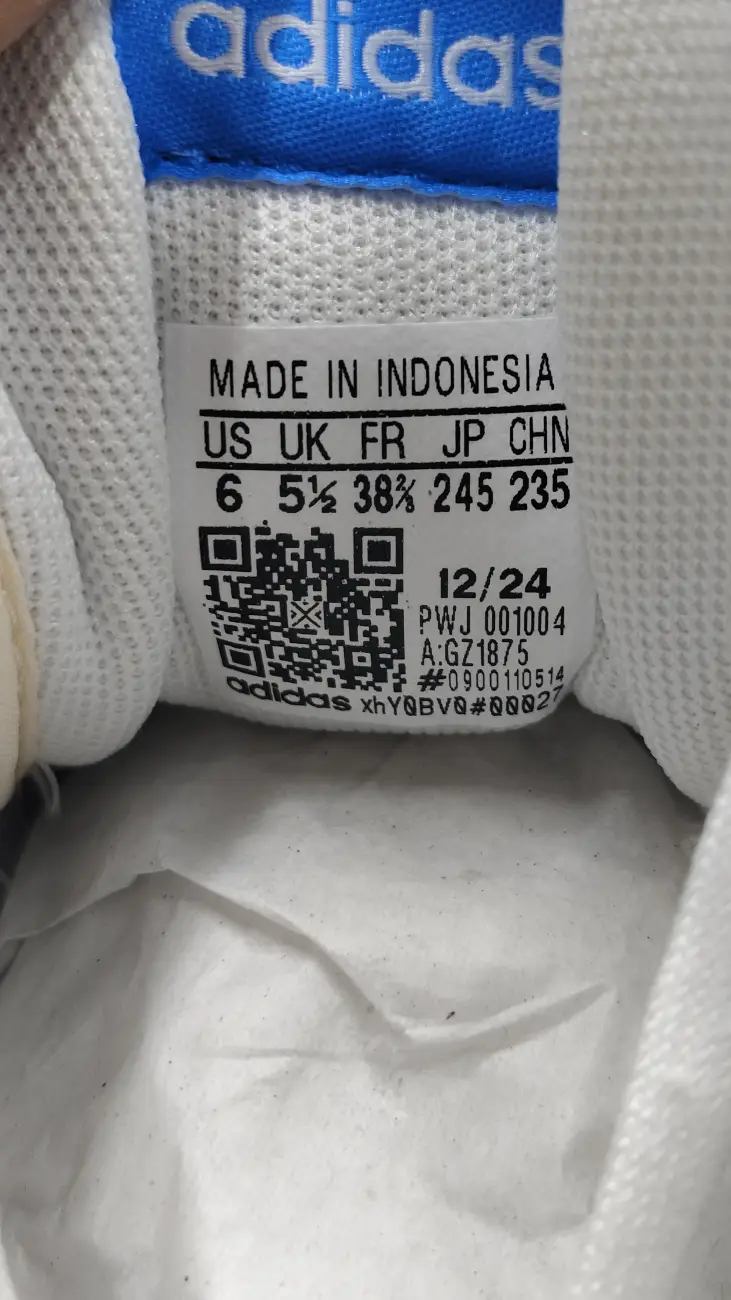 adidas
MADE IN INDONESIA
US UK FR JP CHN
6 5½ 38⅔ 245 235
12/24
PWJ 001004
A:GZ1875
#0900110514
adidas xhY0BV0#00027